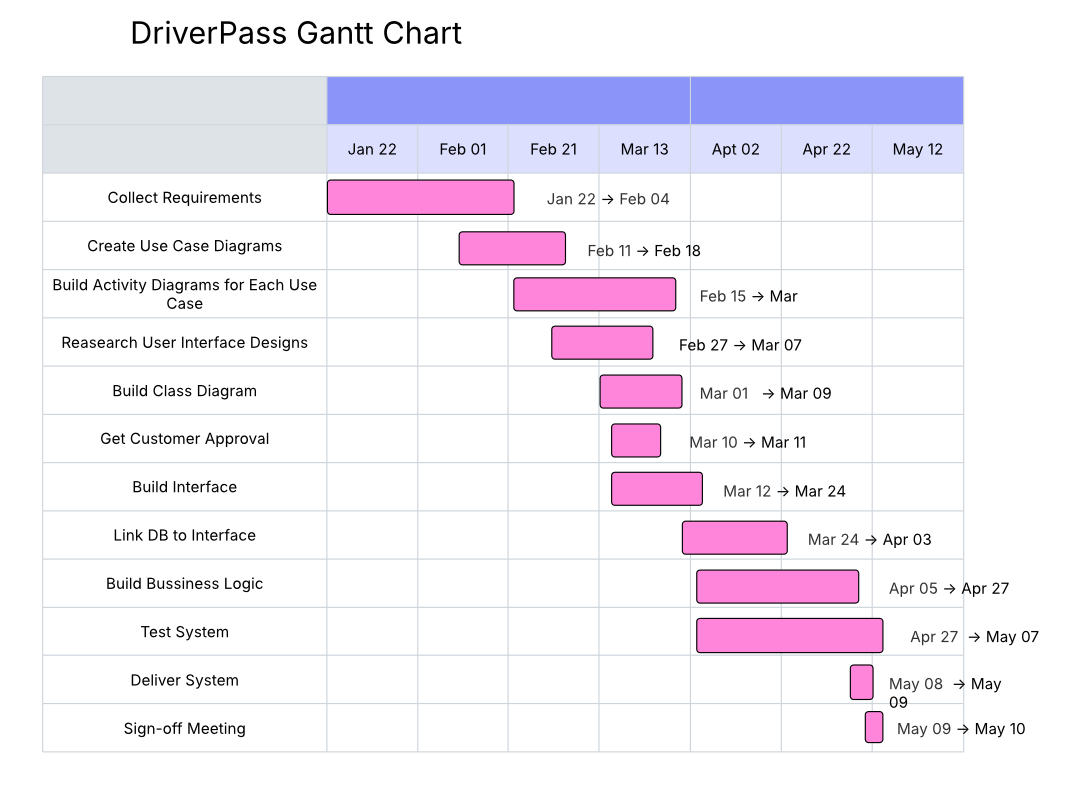 DriverPass Gantt Chart
Jan 22 Feb 01 Feb 21 Mar 13 Apt 02 Apr 22 May 12
Collect Requirements Jan 22 → Feb 04
Create Use Case Diagrams Feb 11 → Feb 18
Build Activity Diagrams for Each Use
Case
Feb 15 → Mar
Reasearch User Interface Designs Feb 27 → Mar 07
Build Class Diagram Mar 01 → Mar 09
Get Customer Approval Mar 10 → Mar 11
Build Interface Mar 12 → Mar 24
Link DB to Interface Mar 24 → Apr 03
Build Bussiness Logic Apr 05 → Apr 27
Test System Apr 27 → May 07
Deliver System May 08 → May
09
Sign-off Meeting May 09 → May 10